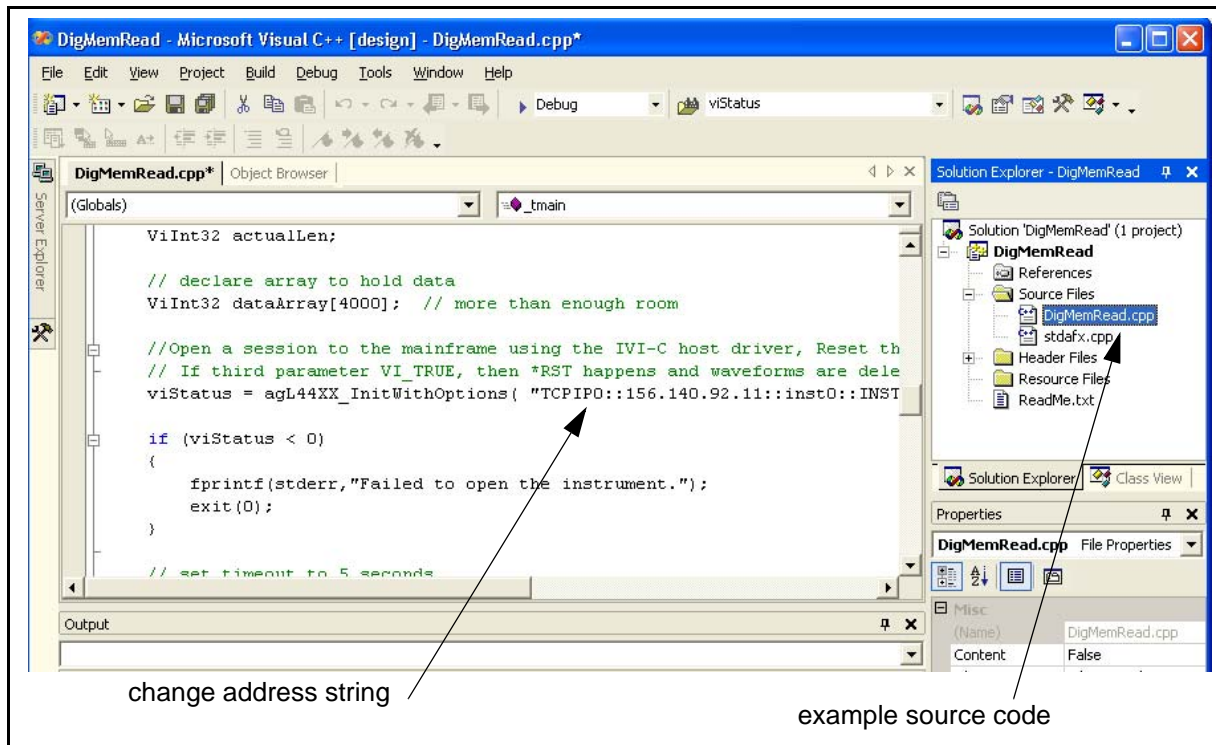 DigMemRead - Microsoft Visual C++ [design] - DigMemRead.cpp*
File Edit View Project Build Debug Tools Window Help
Debug viStatus
Server Explorer
DigMemRead.cpp* Object Browser
(Globals) _tmain
ViInt32 actualLen;
// declare array to hold data
ViInt32 dataArray[4000]; // more than enough room
//Open a session to the mainframe using the IVI-C host driver, Reset th
// If third parameter VI_TRUE, then *RST happens and waveforms are dele
viStatus = agL44XX_InitWithOptions( "TCPIP0::156.140.92.11::inst0::INST
if (viStatus < 0)
{
fprintf(stderr,"Failed to open the instrument.");
exit(0);
}
// set timeout to 5 seconds
Output
Solution Explorer - DigMemRead
Solution 'DigMemRead' (1 project)
DigMemRead
References
Source Files
DigMemRead.cpp
stdafx.cpp
Header Files
Resource Files
ReadMe.txt
Solution Explorer Class View
Properties
DigMemRead.cpp File Properties
Misc
(Name) DigMemRead.cpp
Content False
change address string
example source code